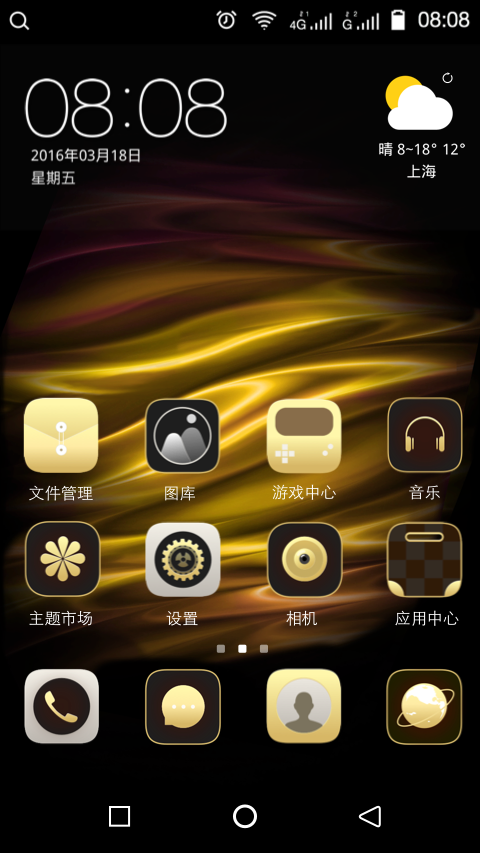 4G G 08:08
08:08
2016年03月18日
星期五
晴 8~18° 12°
上海
文件管理 图库 游戏中心 音乐
主题市场 设置 相机 应用中心